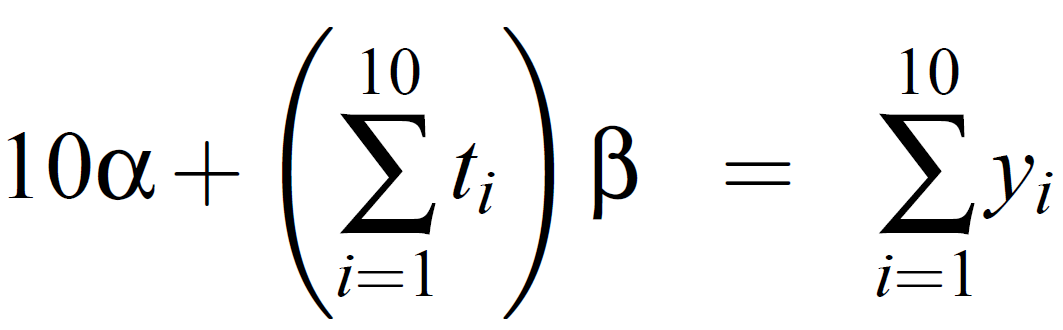 10α + (∑_{i=1}^{10} t_i) β = ∑_{i=1}^{10} y_i